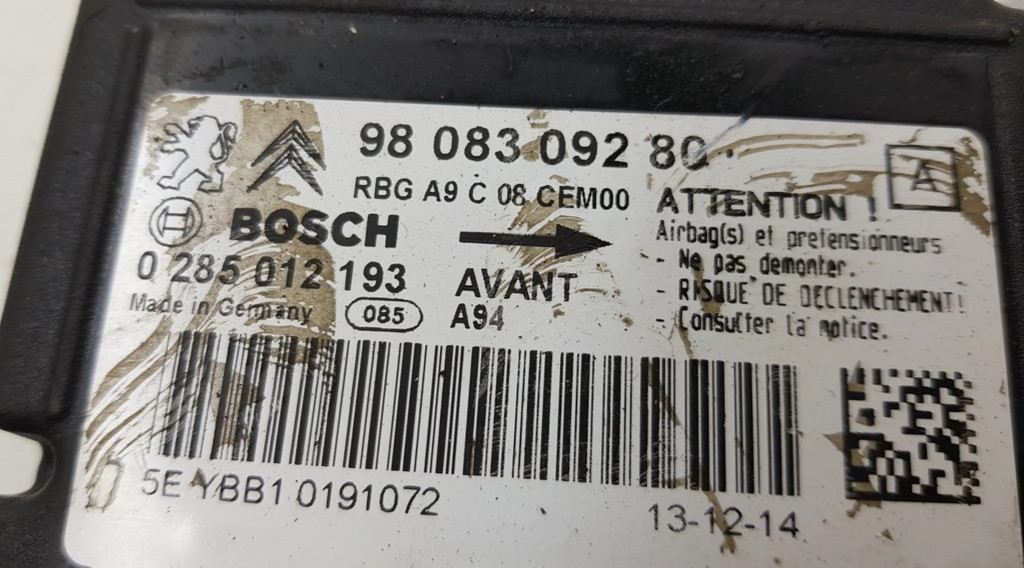 98 083 092 80
RBG A9 C 08 CEM00
BOSCH
0 285 012 193
Made in Germany
085
AVANT
A94
A
ATTENTION !
Airbag(s) et pretensionneurs
- Ne pas demonter.
- RISQUE DE DECLENCHEMENT!
- Consulter la notice.
5E YBB1 0191072
13-12-14